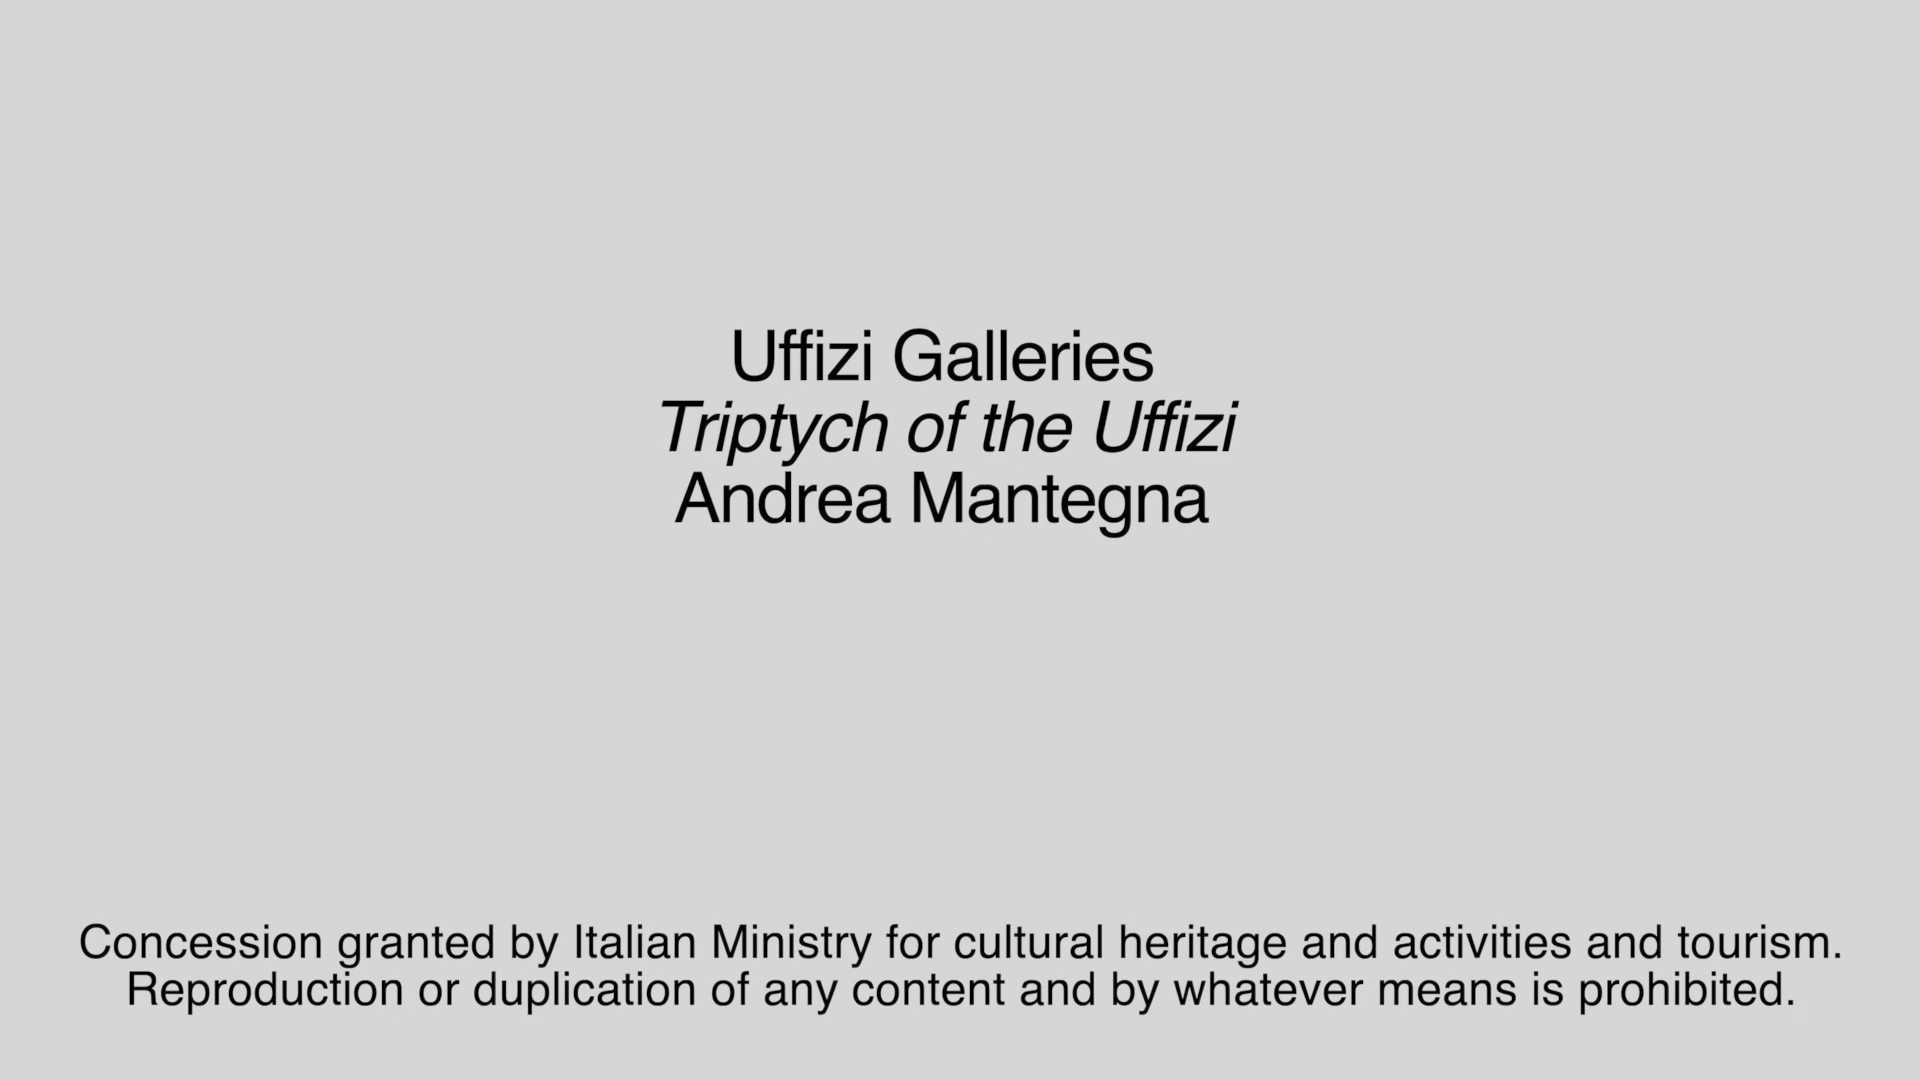 Uffizi Galleries
Triptych of the Uffizi
Andrea Mantegna
Concession granted by Italian Ministry for cultural heritage and activities and tourism.
Reproduction or duplication of any content and by whatever means is prohibited.